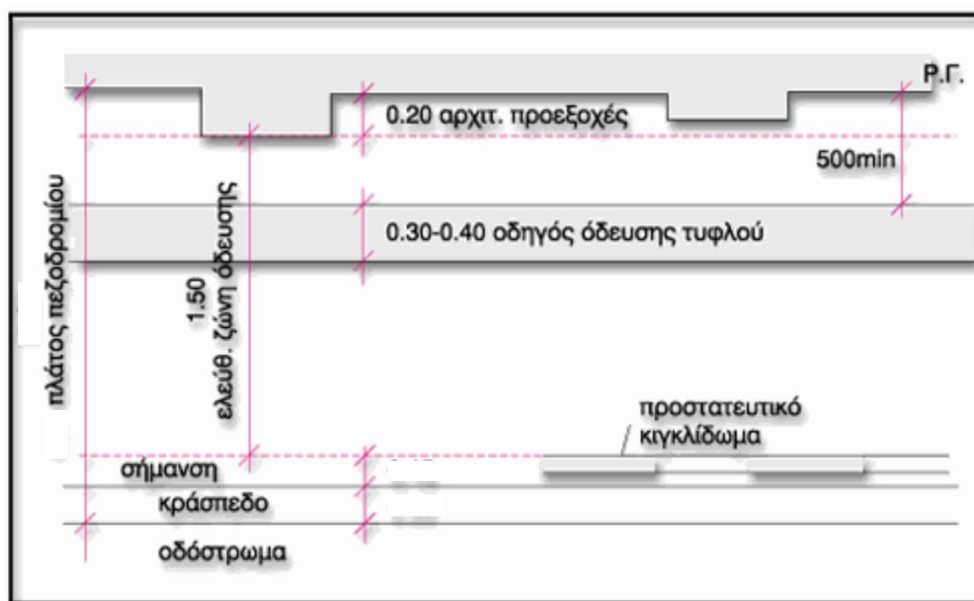 Ρ.Γ.
0.20 αρχιτ. προεξοχές
500min
πλάτος πεζοδρομίου
1.50
ελεύθ. ζώνη όδευσης
0.30-0.40 οδηγός όδευσης τυφλού
προστατευτικό
κιγκλίδωμα
σήμανση
κράσπεδο
οδόστρωμα